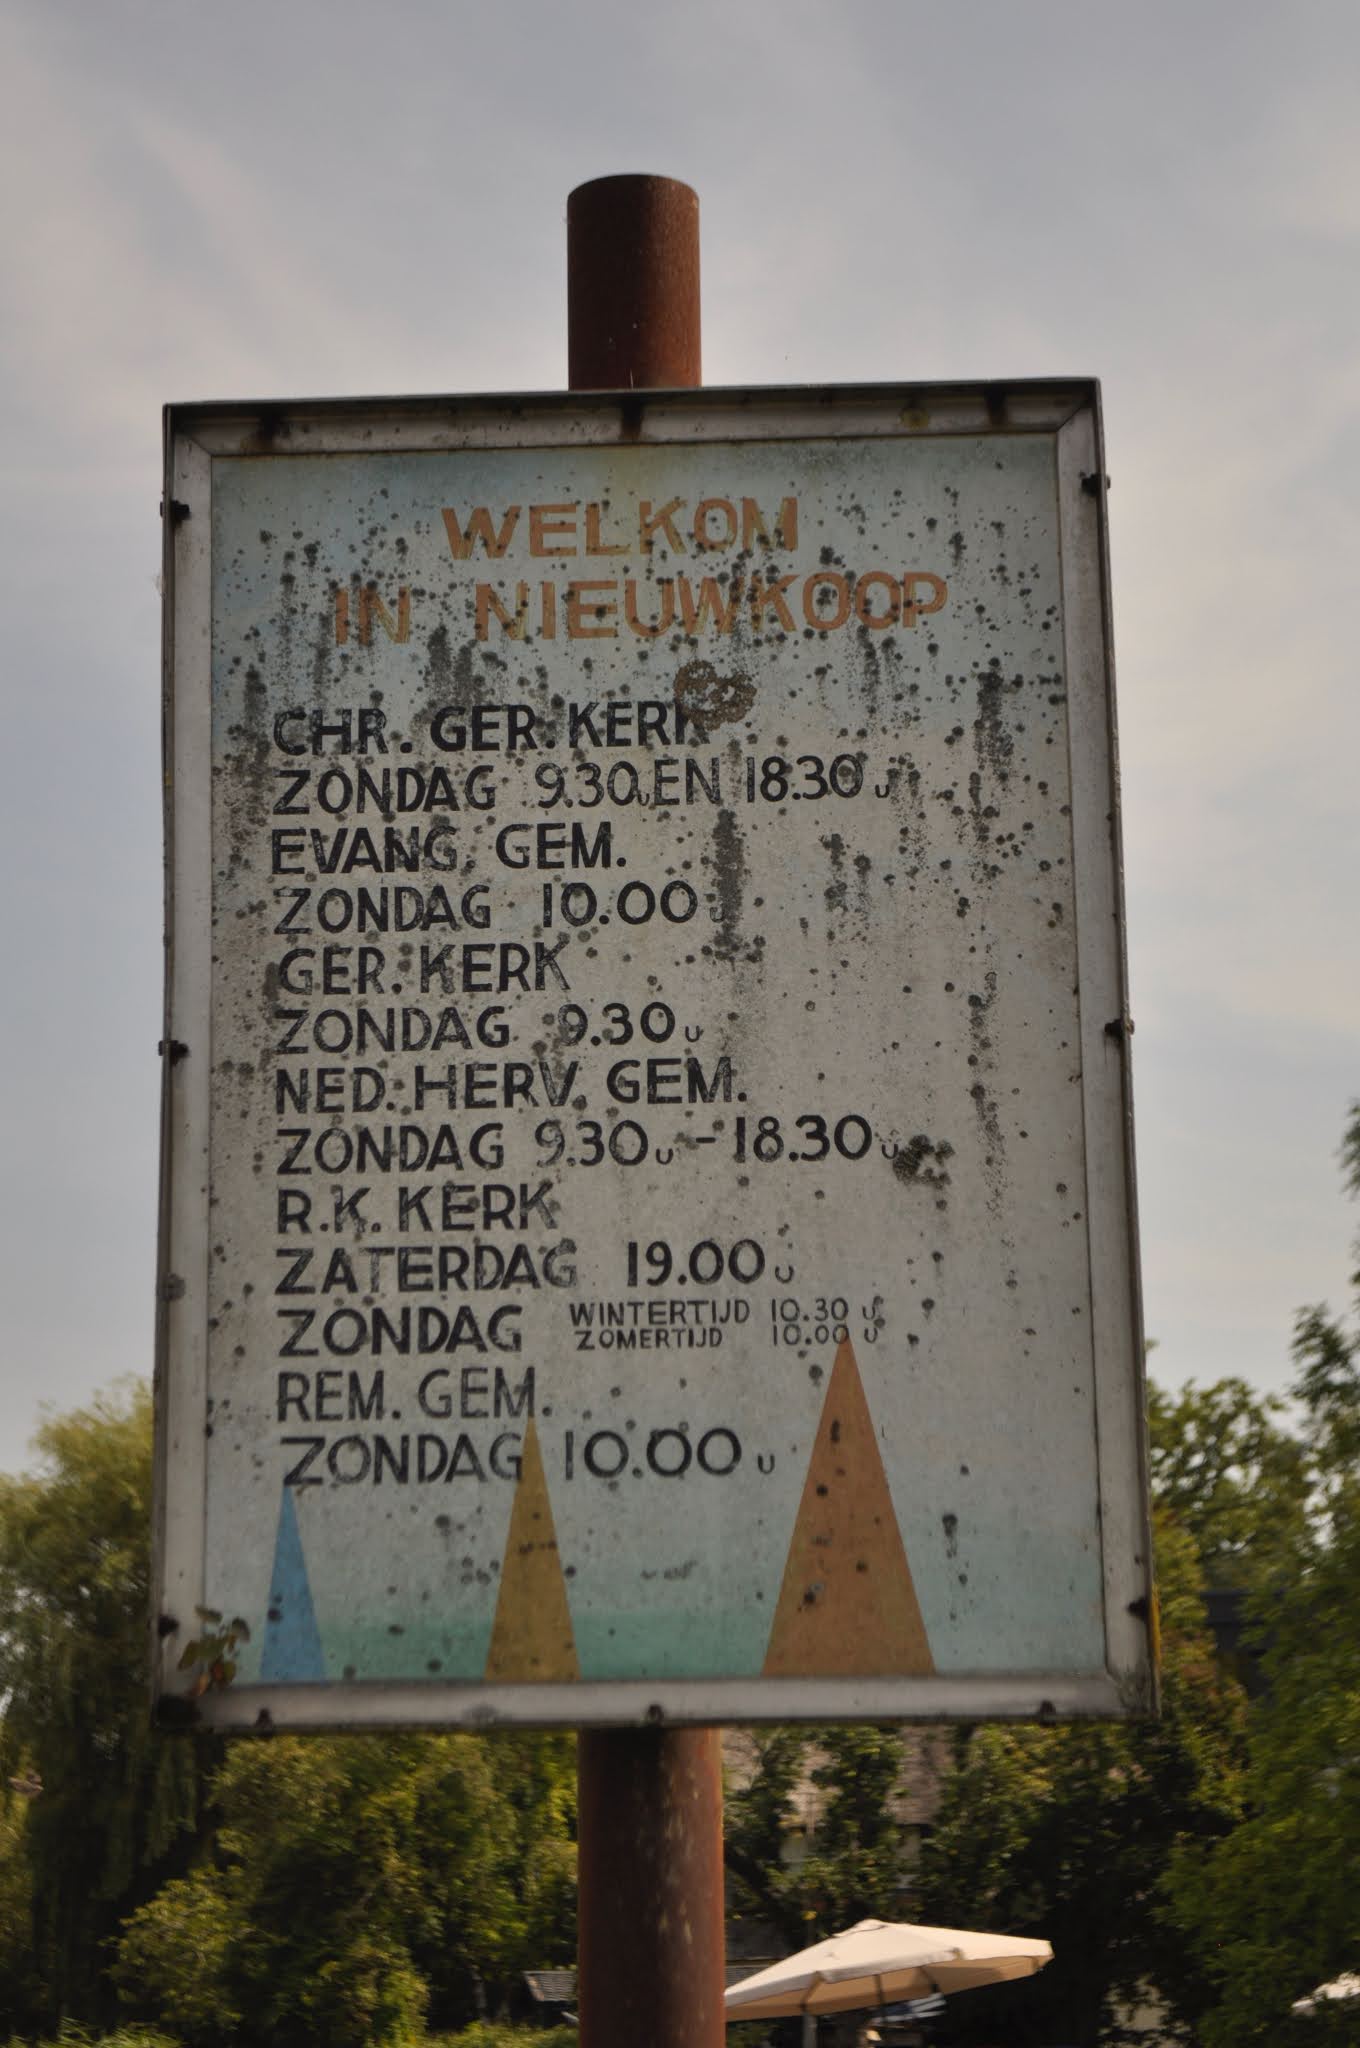 WELKOM
IN NIEUWKOOP
CHR. GER. KERK
ZONDAG 9.30u EN 18.30u
EVANG. GEM.
ZONDAG 10.00u
GER. KERK
ZONDAG 9.30u
NED. HERV. GEM.
ZONDAG 9.30u - 18.30u
R.K. KERK
ZATERDAG 19.00u
ZONDAG WINTERTIJD 10.30 u
ZOMERTIJD 10.00 u
REM. GEM.
ZONDAG 10.00u